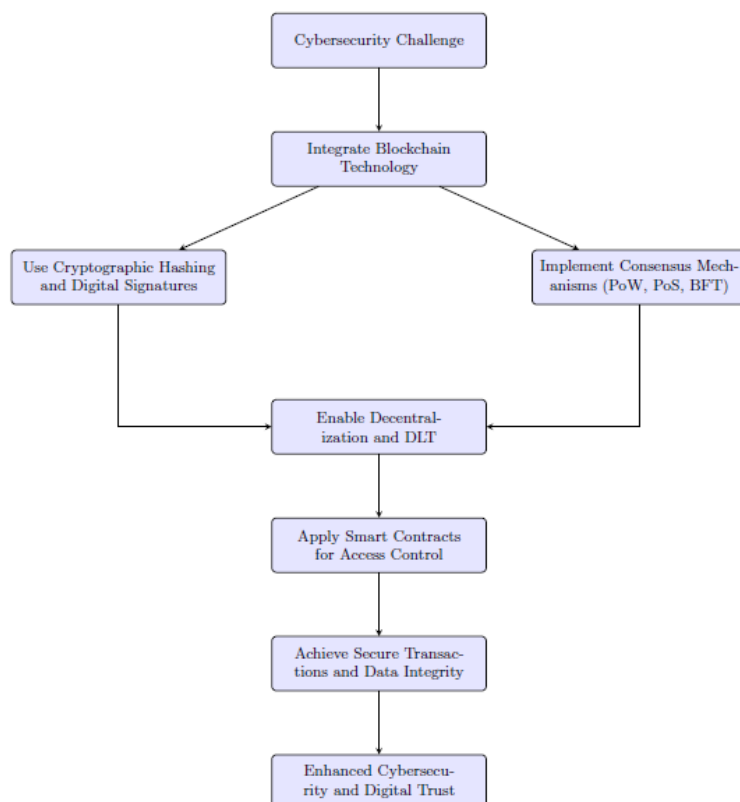 Cybersecurity Challenge
Integrate Blockchain
Technology
Use Cryptographic Hashing
and Digital Signatures
Implement Consensus Mech-
anisms (PoW, PoS, BFT)
Enable Decentral-
ization and DLT
Apply Smart Contracts
for Access Control
Achieve Secure Transac-
tions and Data Integrity
Enhanced Cybersecu-
rity and Digital Trust